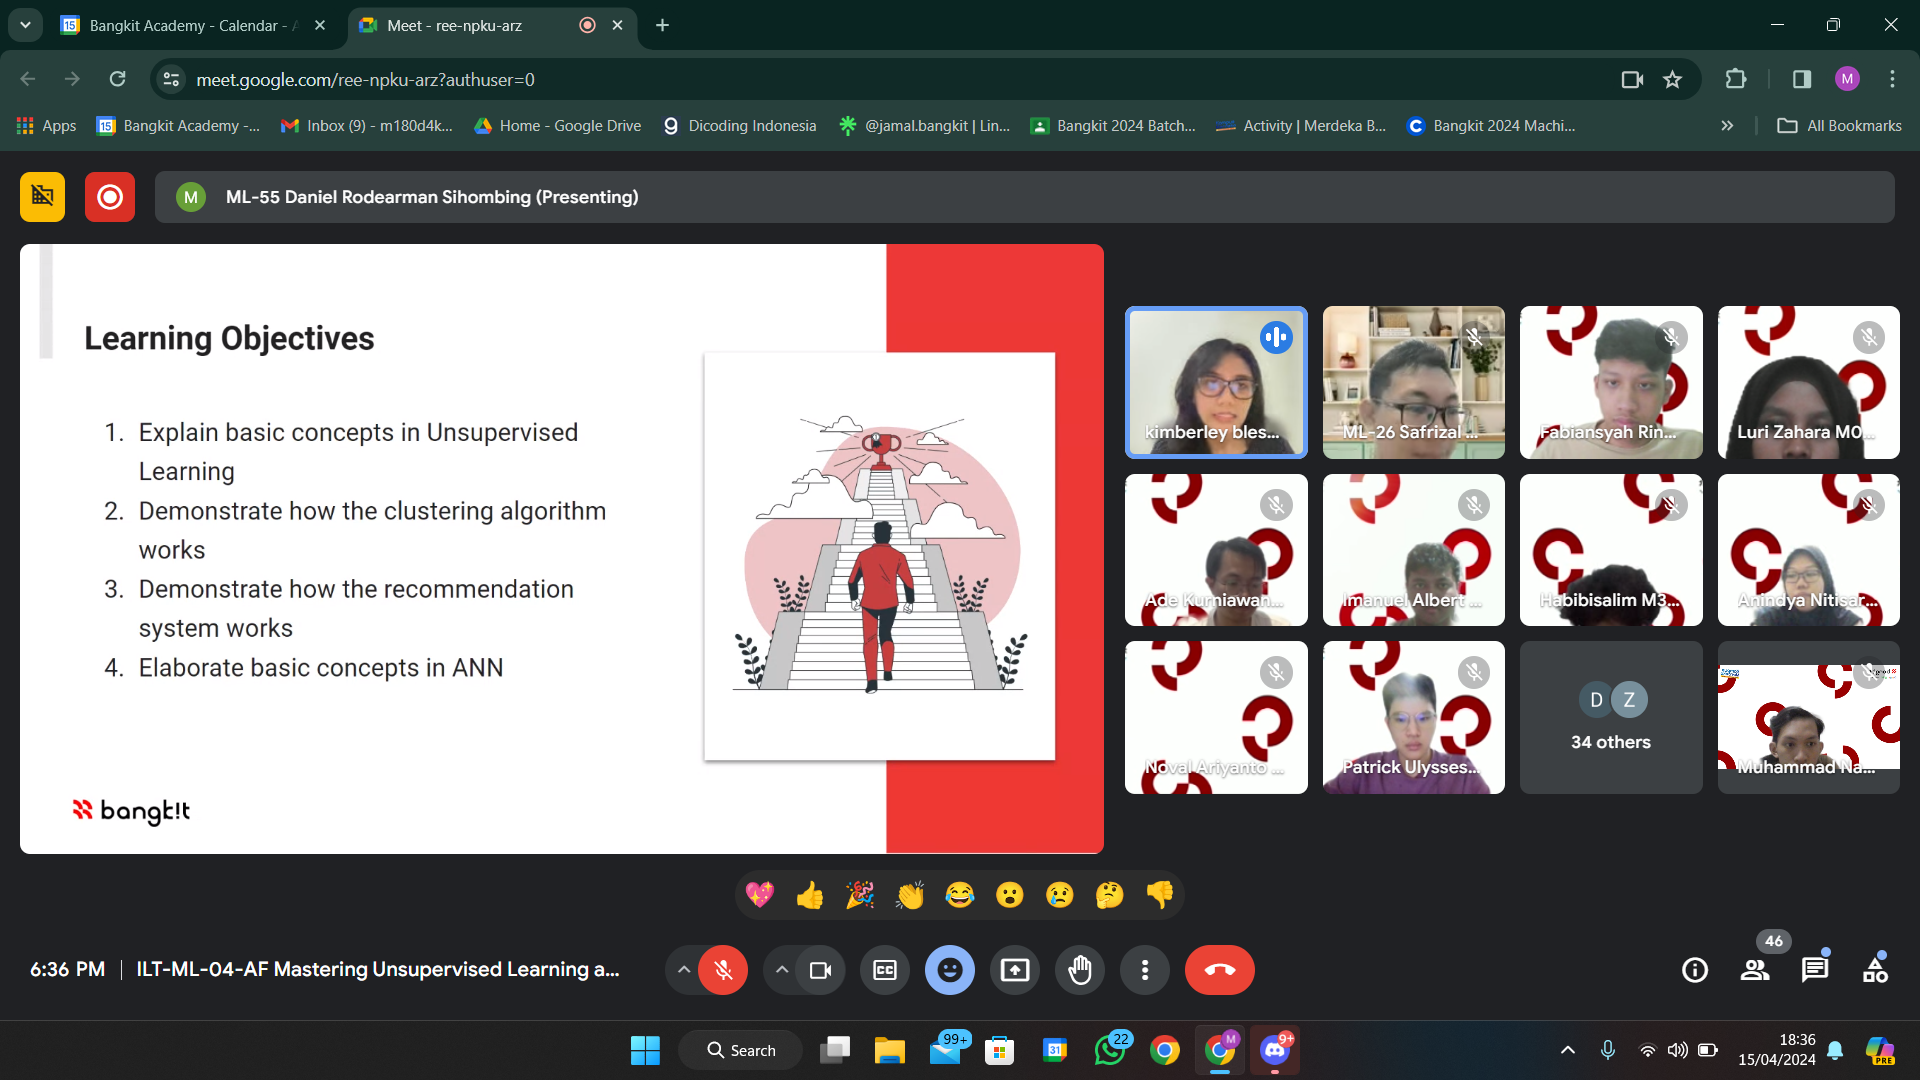 Bangkit Academy - Calendar - A
Meet - ree-npku-arz
meet.google.com/ree-npku-arz?authuser=0
M
Apps
Bangkit Academy -...
Inbox (9) - m180d4k...
Home - Google Drive
Dicoding Indonesia
@jamal.bangkit | Lin...
Bangkit 2024 Batch...
Activity | Merdeka B...
Bangkit 2024 Machi...
All Bookmarks
M
ML-55 Daniel Rodearman Sihombing (Presenting)
Learning Objectives
1. Explain basic concepts in Unsupervised
Learning
2. Demonstrate how the clustering algorithm
works
3. Demonstrate how the recommendation
system works
4. Elaborate basic concepts in ANN
bangk!t
kimberley bles...
ML-26 Safrizal ...
Fabiansyah Rin...
Luri Zahara M0...
Ade Kurniawan...
Imanuel Albert ...
Habibisalim M3...
Anindya Nitisar...
Noval Ariyanto ...
Patrick Ulysses...
D Z
34 others
Muhammad Na...
6:36 PM | ILT-ML-04-AF Mastering Unsupervised Learning a...
CC
46
Search
99+
31
22
M
9+
18:36
15/04/2024
PRE